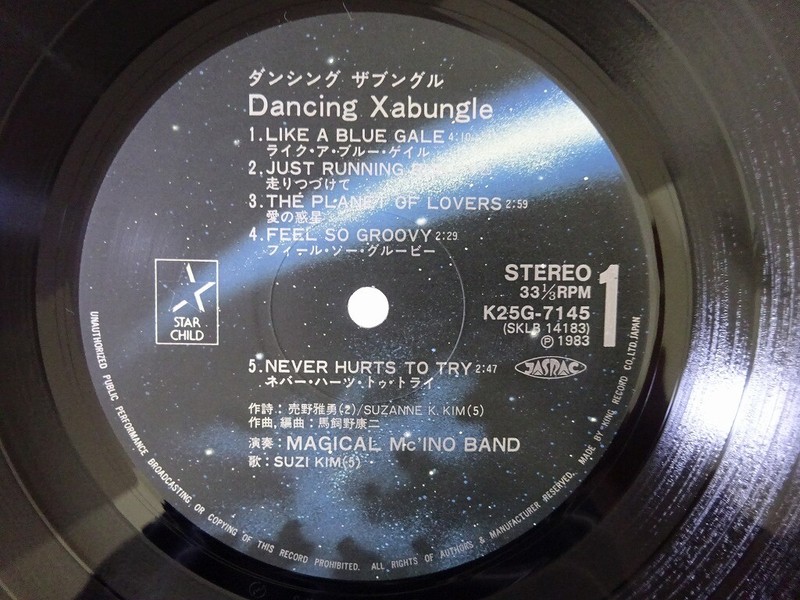 ダンシング ザブングル
Dancing Xabungle
1.LIKE A BLUE GALE 4:10
ライク・ア・ブルー・ゲイル
2.JUST RUNNING
走りつづけて
3.THE PLANET OF LOVERS 2:59
愛の惑星
4.FEEL SO GROOVY 2:29
フィール・ソー・グルービー
STAR
CHILD
STEREO
33⅓RPM
K25G-7145
(SKLB 14183)
Ⓟ 1983
1
5.NEVER HURTS TO TRY 2:47
ネバー・ハーツ・トゥ・トライ
JASRAC
作詩：売野雅勇(2)/SUZANNE K. KIM(5)
作曲，編曲：馬飼野康二
演奏：MAGICAL Mc'INO BAND
歌：SUZI KIM(5)
UNAUTHORIZED PUBLIC PERFORMANCE BROADCASTING, OR COPYING OF THIS RECORD PROHIBITED. ALL RIGHTS OF AUTHORS & MANUFACTURER RESERVED. MADE BY KING RECORD CO., LTD. JAPAN